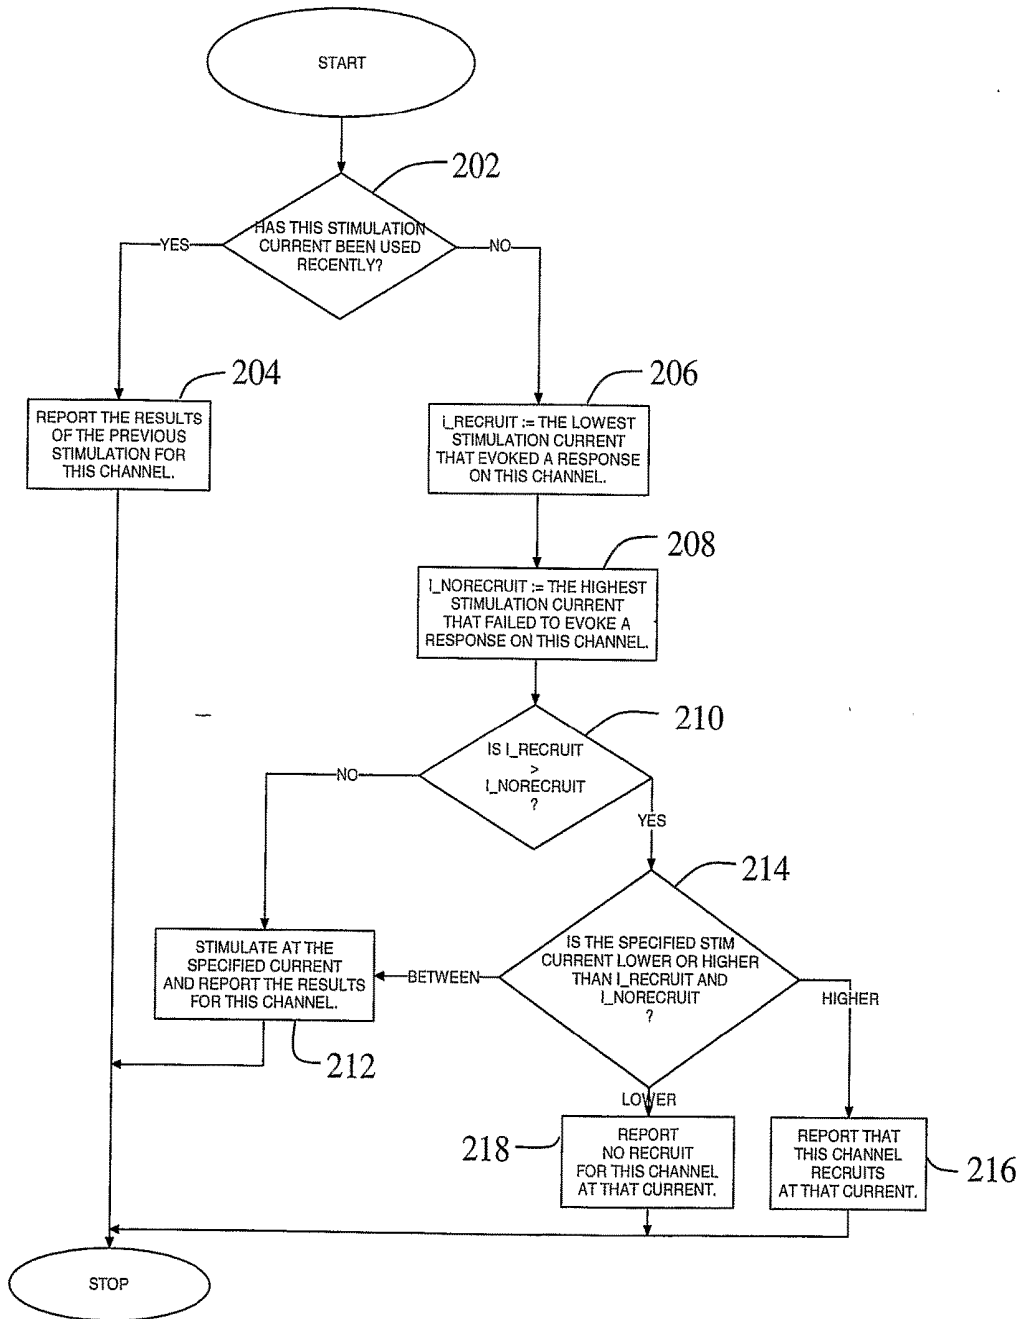 START
202
HAS THIS STIMULATION
CURRENT BEEN USED
RECENTLY?
YES
NO
204
REPORT THE RESULTS
OF THE PREVIOUS
STIMULATION FOR
THIS CHANNEL.
206
I_RECRUIT := THE LOWEST
STIMULATION CURRENT
THAT EVOKED A RESPONSE
ON THIS CHANNEL.
208
I_NORECRUIT := THE HIGHEST
STIMULATION CURRENT
THAT FAILED TO EVOKE A
RESPONSE ON THIS CHANNEL.
210
IS I_RECRUIT
>
I_NORECRUIT
?
NO
YES
214
IS THE SPECIFIED STIM
CURRENT LOWER OR HIGHER
THAN I_RECRUIT AND
I_NORECRUIT
?
BETWEEN
HIGHER
LOWER
STIMULATE AT THE
SPECIFIED CURRENT
AND REPORT THE RESULTS
FOR THIS CHANNEL.
212
218
REPORT
NO RECRUIT
FOR THIS CHANNEL
AT THAT CURRENT.
REPORT THAT
THIS CHANNEL
RECRUITS
AT THAT CURRENT.
216
STOP